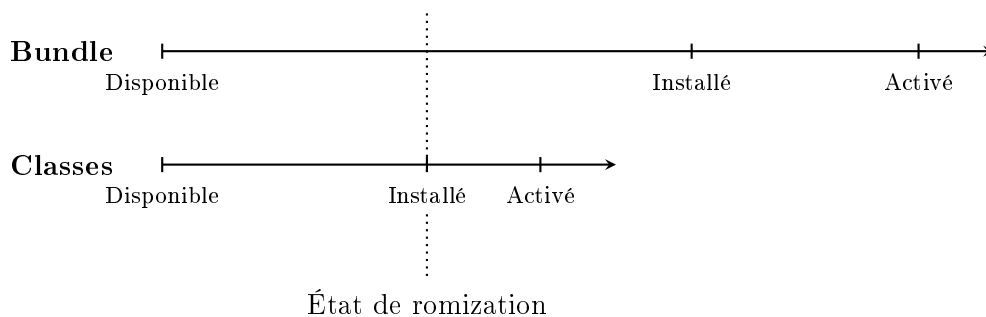 Bundle
Disponible Installé Activé
Classes
Disponible Installé Activé
État de romization